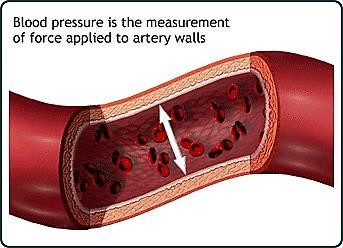 Blood pressure is the measurement
of force applied to artery walls